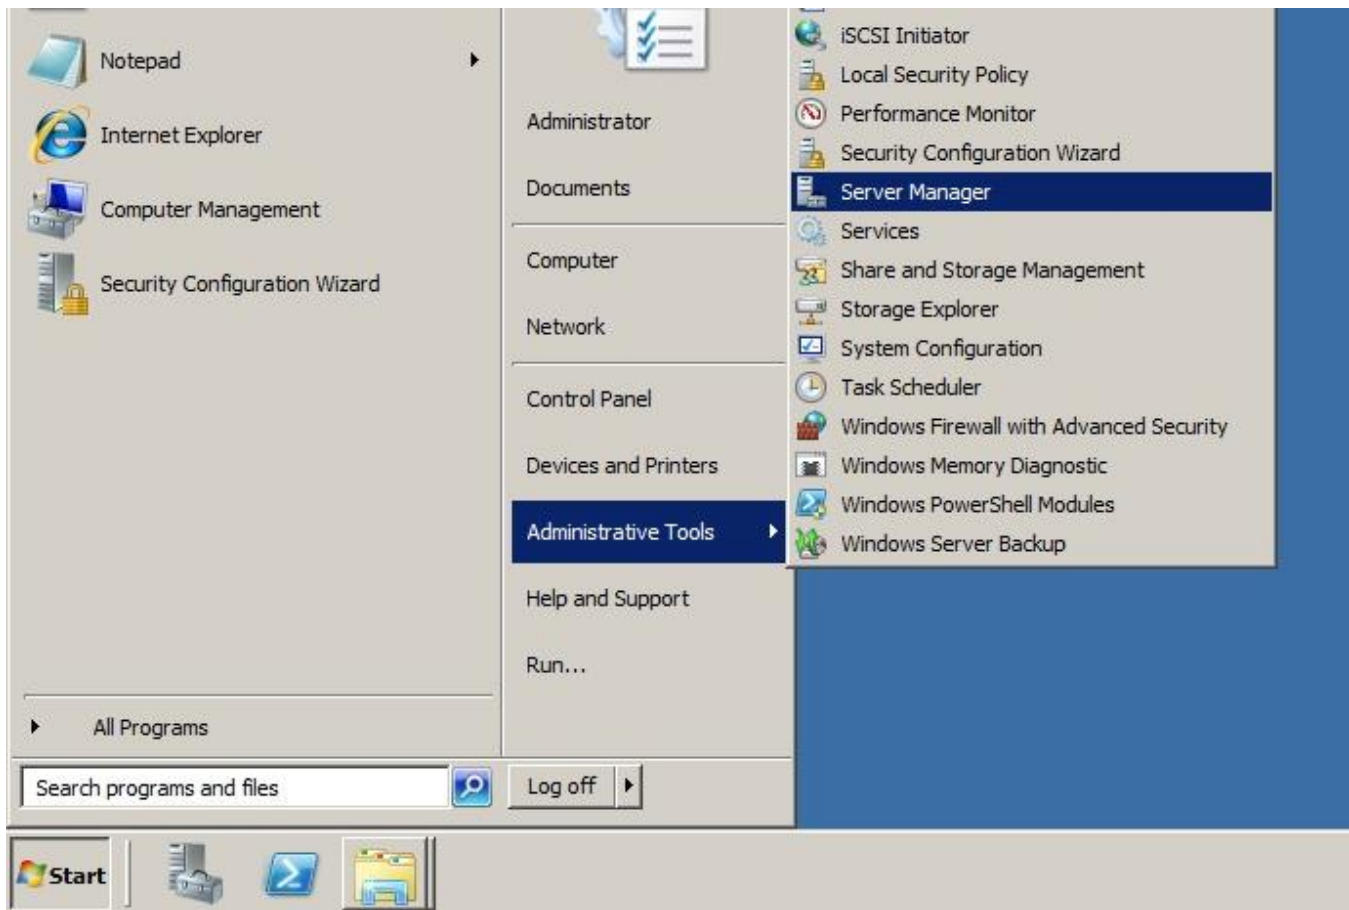 Notepad
Internet Explorer
Computer Management
Security Configuration Wizard
All Programs
Search programs and files
Administrator
Documents
Computer
Network
Control Panel
Devices and Printers
Administrative Tools
Help and Support
Run...
Log off
iSCSI Initiator
Local Security Policy
Performance Monitor
Security Configuration Wizard
Server Manager
Services
Share and Storage Management
Storage Explorer
System Configuration
Task Scheduler
Windows Firewall with Advanced Security
Windows Memory Diagnostic
Windows PowerShell Modules
Windows Server Backup
Start